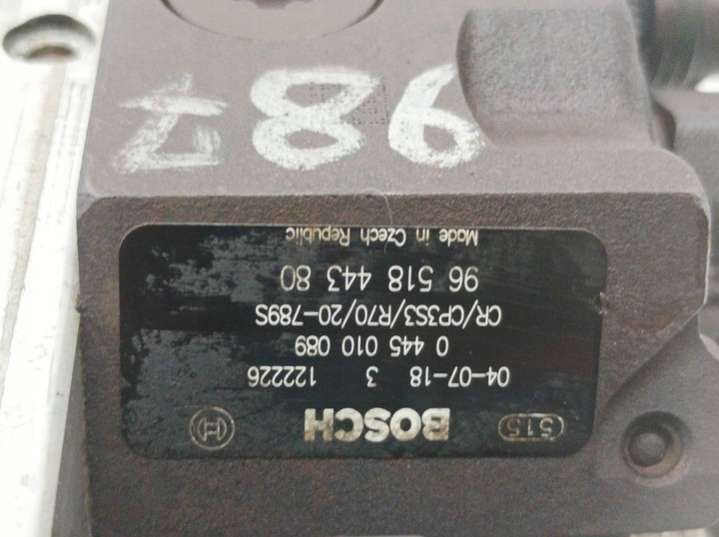 515 BOSCH
04-07-18 3 122226
0 445 010 089
CR/CP3S3/R70/20-789S
96 518 443 80
Made in Czech Republic
687